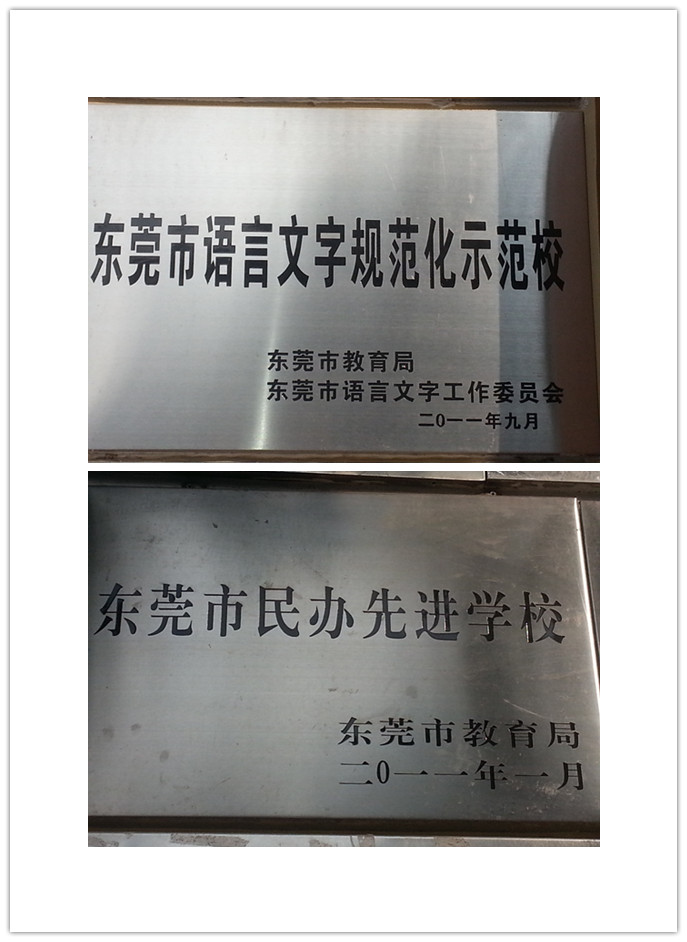 东莞市语言文字规范化示范校
东莞市教育局
东莞市语言文字工作委员会
二0一一年九月
东莞市民办先进学校
东莞市教育局
二0一一年一月